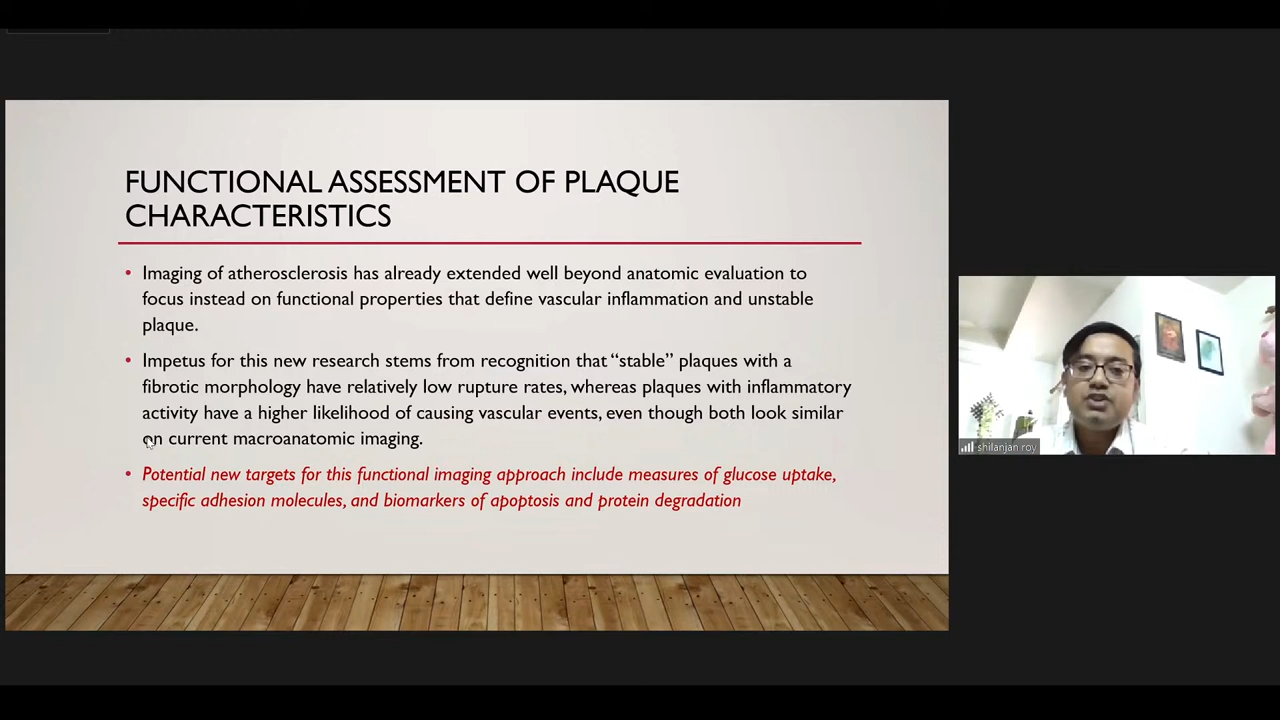 FUNCTIONAL ASSESSMENT OF PLAQUE
CHARACTERISTICS
• Imaging of atherosclerosis has already extended well beyond anatomic evaluation to
focus instead on functional properties that define vascular inflammation and unstable
plaque.
• Impetus for this new research stems from recognition that “stable” plaques with a
fibrotic morphology have relatively low rupture rates, whereas plaques with inflammatory
activity have a higher likelihood of causing vascular events, even though both look similar
on current macroanatomic imaging.
• Potential new targets for this functional imaging approach include measures of glucose uptake,
specific adhesion molecules, and biomarkers of apoptosis and protein degradation
shilanjan roy